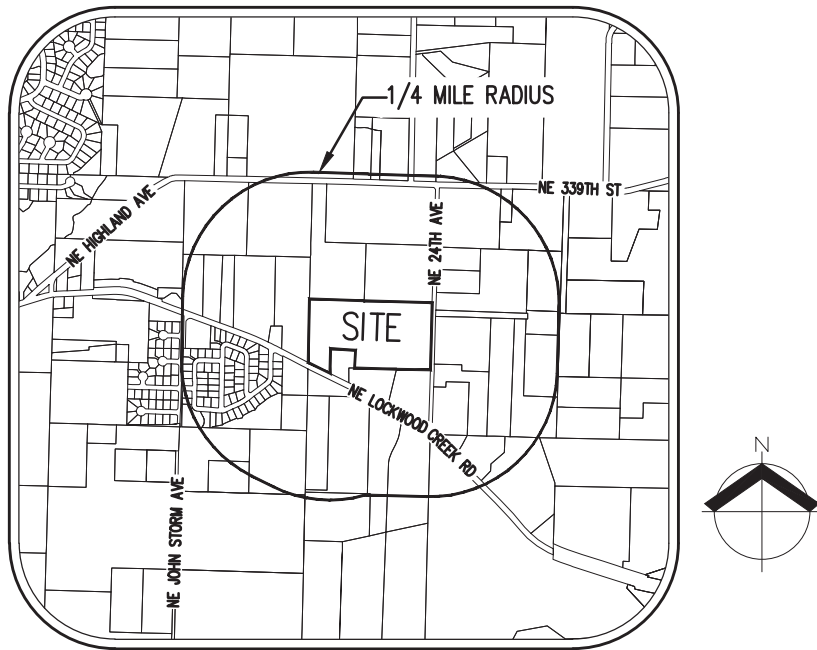 1/4 MILE RADIUS
NE 339TH ST
NE HIGHLAND AVE
NE 24TH AVE
SITE
NE LOCKWOOD CREEK RD
N
NE JOHN STORM AVE